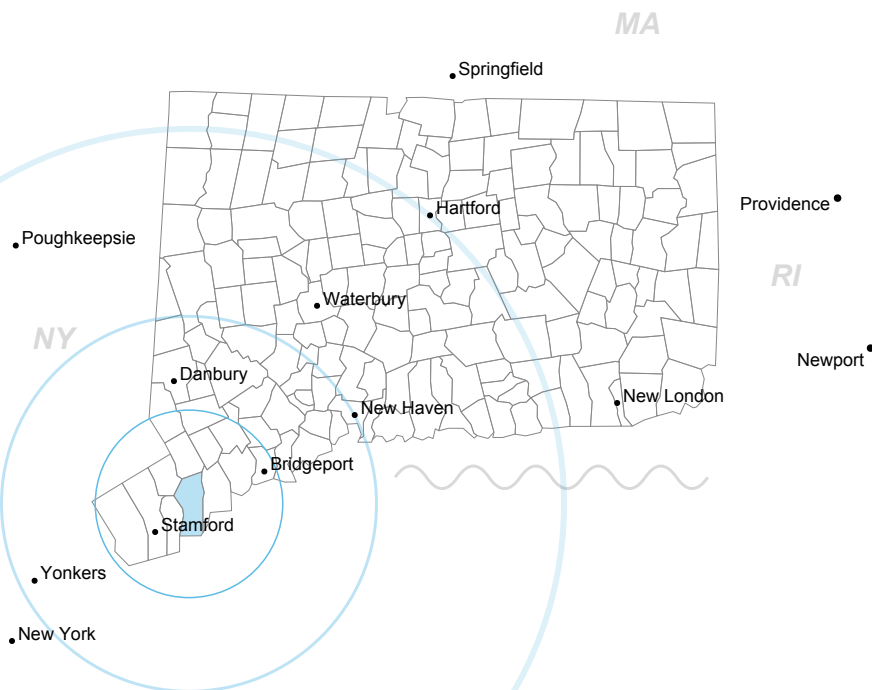 MA
Springfield
Providence
Hartford
Poughkeepsie
RI
Waterbury
NY
Newport
Danbury
New London
New Haven
Bridgeport
Stamford
Yonkers
New York